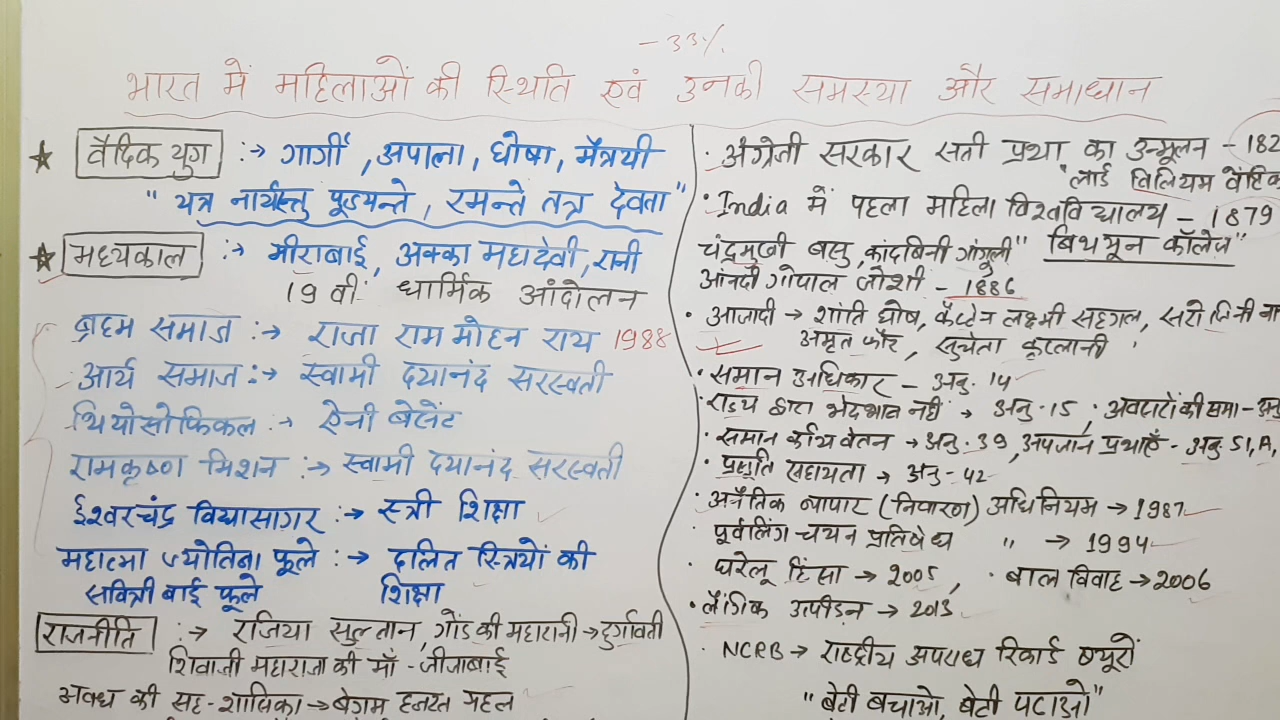 - 33%
भारत में महिलाओं की स्थिति एवं उनकी समस्या और समाधान
★ वैदिक युग :→ गार्गी, अपाला, घोषा, मैत्रयी
"यत्र नार्यस्तु पूज्यन्ते, रमन्ते तत्र देवता"
★ मध्यकाल :→ मीराबाई, अक्का महादेवी, रानी
19 वीं धार्मिक आंदोलन
ब्रह्म समाज :→ राजा राम मोहन राय 1988
आर्य समाज :→ स्वामी दयानंद सरस्वती
थियोसोफिकल :→ ऐनी बेसेंट
रामकृष्ण मिशन :→ स्वामी दयानंद सरस्वती
ईश्वरचंद्र विद्यासागर :→ स्त्री शिक्षा
महात्मा ज्योतिबा फूले :→ दलित स्त्रियों की
सवित्री बाई फूले शिक्षा
राजनीति :→ रजिया सुल्तान, गोंड की महारानी → दुर्गावती
शिवाजी महाराजा की माँ - जीजाबाई
अवध की सह-शासिका → बेगम हजरत महल
· अंग्रेजी सरकार सती प्रथा का उन्मूलन - 182
'लार्ड विलियम बेंटिक
· India में पहला महिला विश्वविद्यालय - 1879
चंद्रमुखी बसु, कांदबिनी गांगुली" बिथयून कॉलेज"
आंनदी गोपाल जोशी - 1886
· आजादी → शांति घोष, कैप्टेन लक्ष्मी सहगल, सरोजिनी ना
अमृत कौर, सुचेता कृपलानी
· समान अधिकार - अनु. 14
· राज्य द्वारा भेदभाव नहीं → अनु. 15, · अवसरों की समा - अनु
· समान कार्य वेतन → अनु. 39, अपजान प्रथाएँ - अनु 51,A,
· प्रसूति सहायता → अनु - 42
· अनैतिक व्यापार (निवारण) अधिनियम → 1987
· पूर्वलिंग चयन प्रतिषेध " → 1994
· घरेलू हिंसा → 2005, · बाल विवाह → 2006
· लैंगिक उत्पीड़न → 2013
· NCRB → राष्ट्रीय अपराध रिकार्ड ब्यूरों
"बेटी बचाओ, बेटी पढाओ"